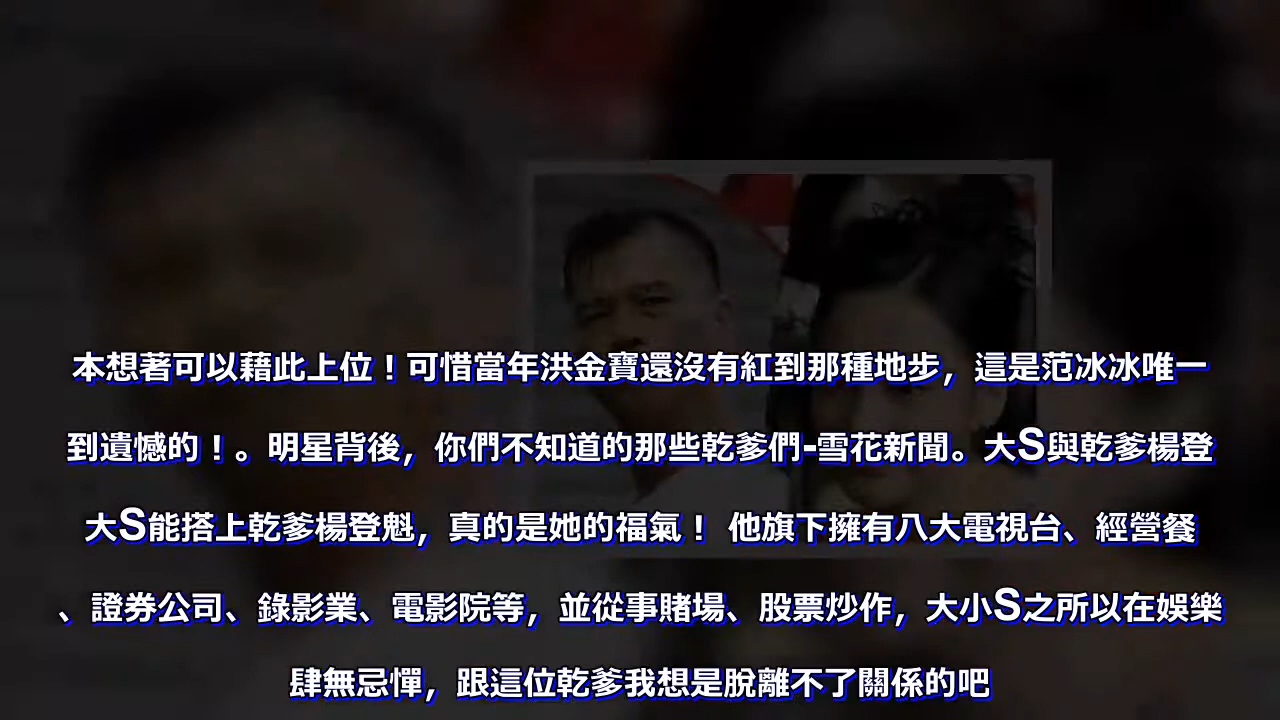 本想著可以藉此上位！可惜當年洪金寶還沒有紅到那種地步，這是范冰冰唯一
到遺憾的！。明星背後，你們不知道的那些乾爹們-雪花新聞。大S與乾爹楊登
大S能搭上乾爹楊登魁，真的是她的福氣！ 他旗下擁有八大電視台、經營餐
、證券公司、錄影業、電影院等，並從事賭場、股票炒作，大小S之所以在娛樂
肆無忌憚，跟這位乾爹我想是脫離不了關係的吧